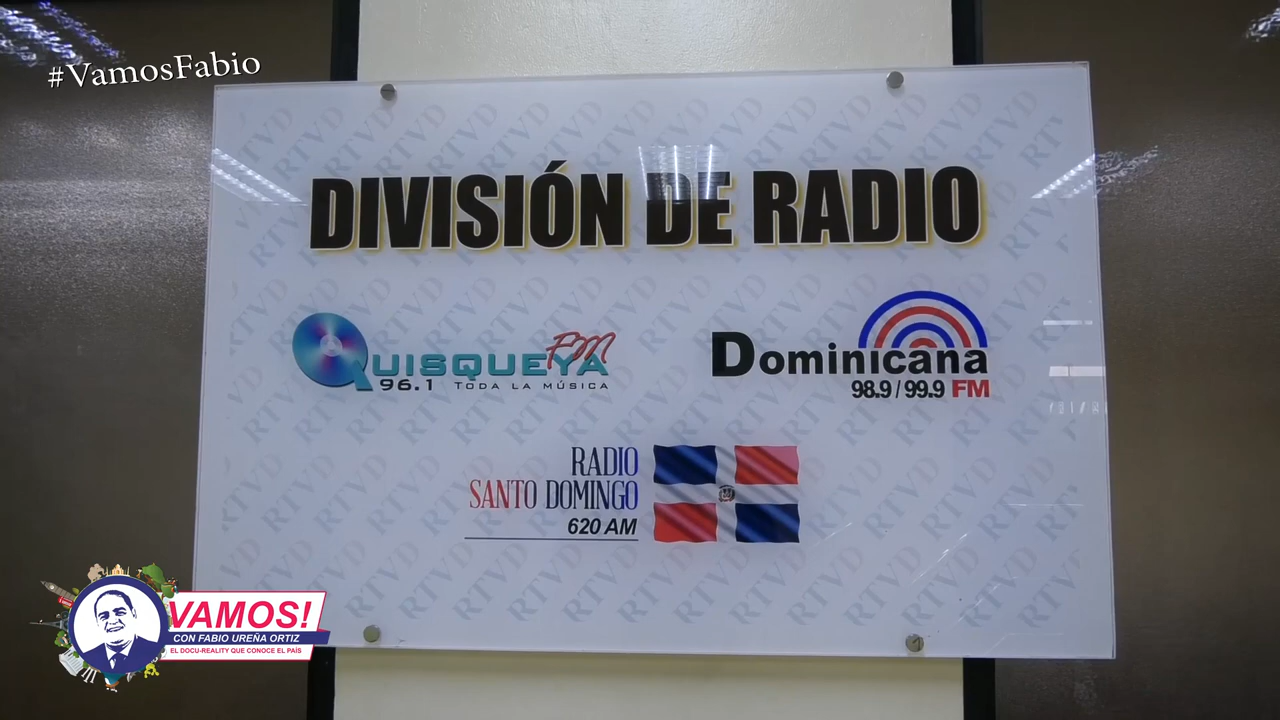 #VamosFabio
DIVISIÓN DE RADIO
QUISQUEYA FM
96.1 TODA LA MÚSICA
Dominicana
98.9 / 99.9 FM
RADIO
SANTO DOMINGO
620 AM
VAMOS!
CON FABIO UREÑA ORTIZ
EL DOCU-REALITY QUE CONOCE EL PAÍS
RTVD